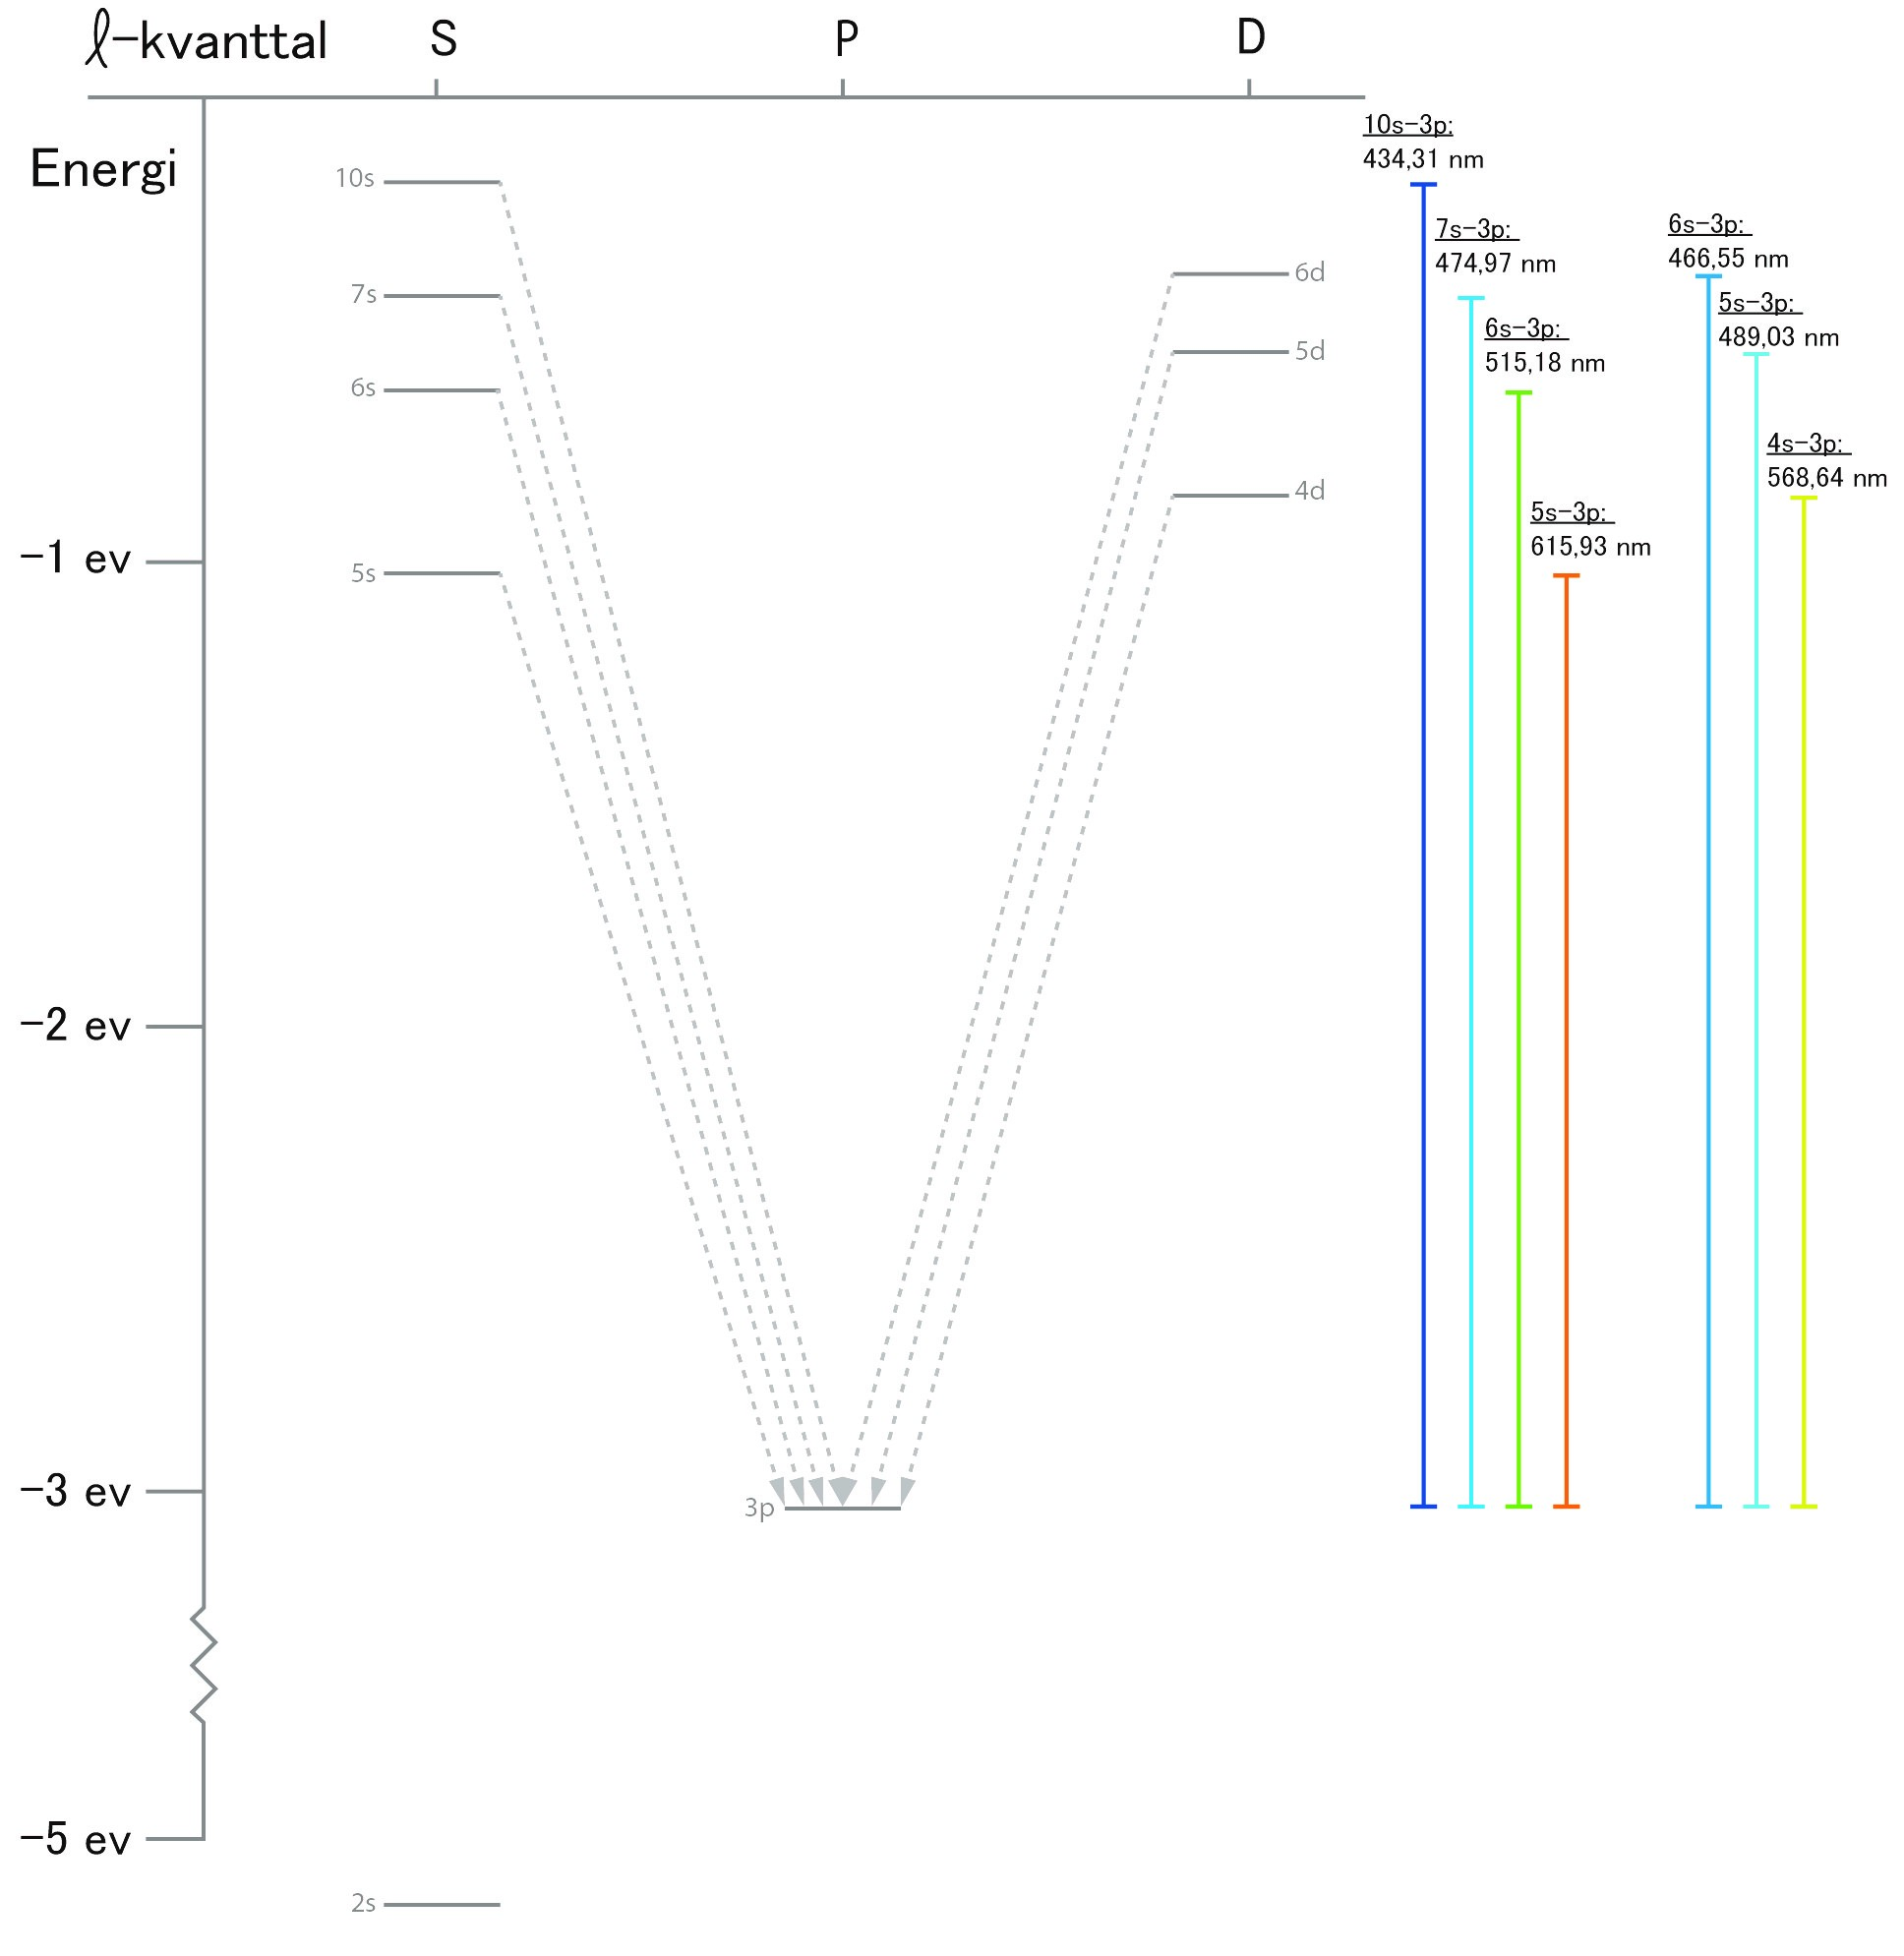 ℓ-kvanttal S P D
Energi
10s-3p:
434,31 nm
10s
7s-3p:
474,97 nm
6s-3p:
466,55 nm
6d
7s
5s-3p:
489,03 nm
6s-3p:
515,18 nm
5d
6s
4s-3p:
568,64 nm
4d
5s-3p:
615,93 nm
-1 ev
5s
-2 ev
-3 ev
3p
-5 ev
2s